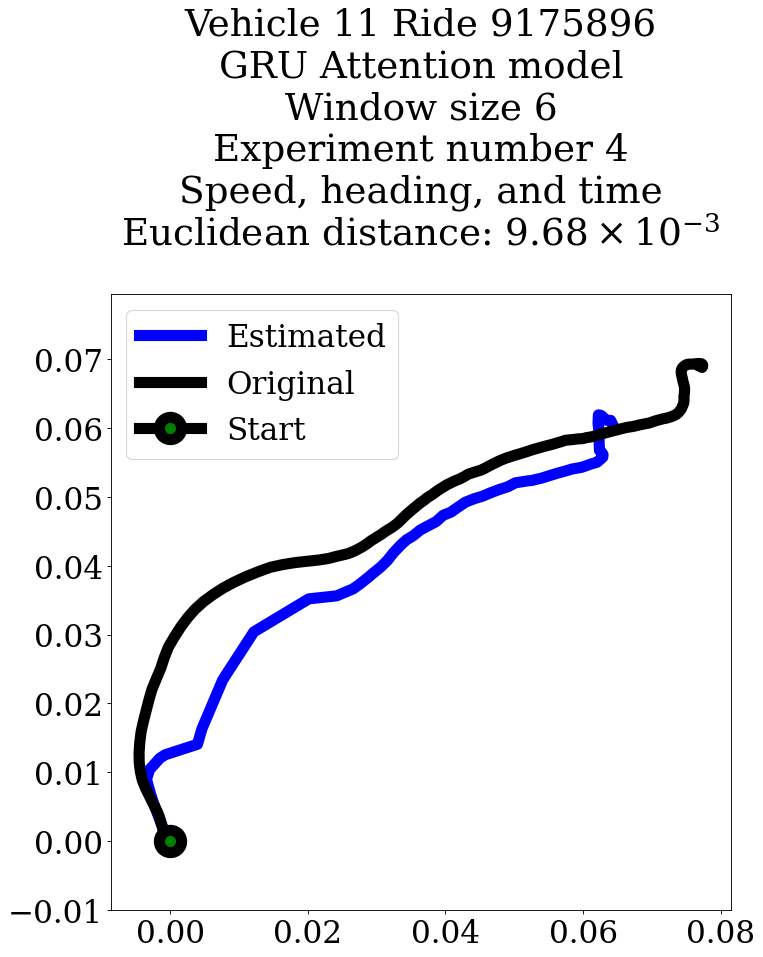 Vehicle 11 Ride 9175896
GRU Attention model
Window size 6
Experiment number 4
Speed, heading, and time
Euclidean distance: 9.68 × 10⁻³
Estimated
Original
Start
0.07
0.06
0.05
0.04
0.03
0.02
0.01
0.00
−0.01
0.00 0.02 0.04 0.06 0.08